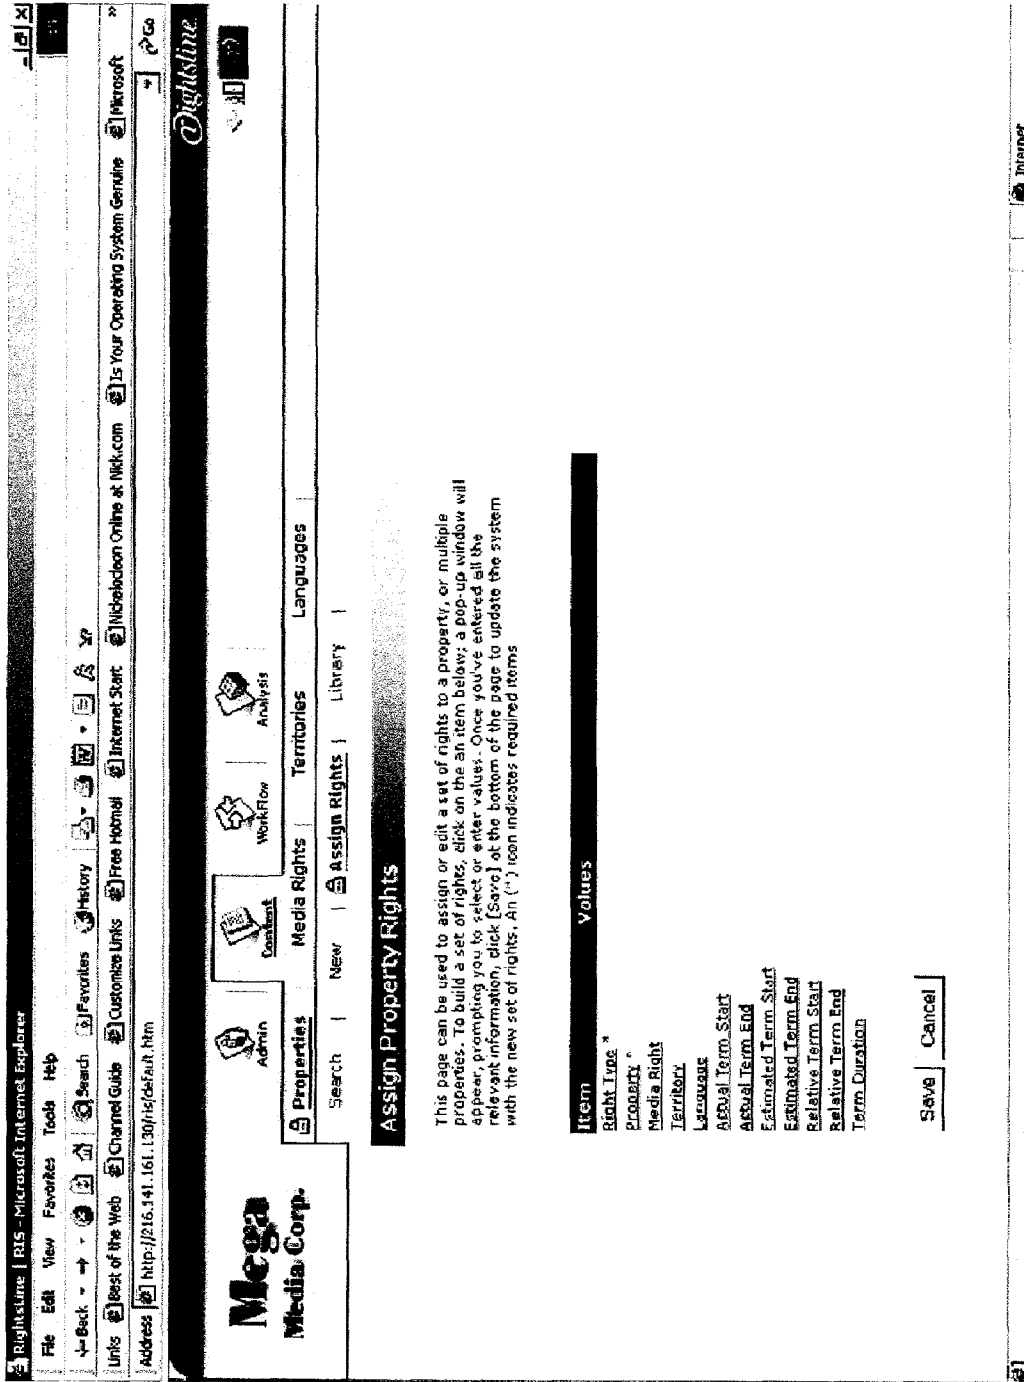 RightsLine | RIS - Microsoft Internet Explorer
File Edit View Favorites Tools Help
Back Search Favorites History
Links Best of the Web Channel Guide Customize Links Free Hotmail Internet Start Nickelodeon Online at Nick.com Is Your Operating System Genuine Microsoft »
Address http://216.141.161.130/ris/default.htm Go
Rightsline
Mega
Media Corp.
Admin Content WorkFlow Analysis
Properties Media Rights Territories Languages
Search | New | Assign Rights | Library |
Assign Property Rights
This page can be used to assign or edit a set of rights to a property, or multiple
properties. To build a set of rights, click on the an item below; a pop-up window will
appear, prompting you to select or enter values. Once you've entered all the
relevant information, click [Save] at the bottom of the page to update the system
with the new set of rights. An (*) icon indicates required items
Item Values
Right Type *
Property *
Media Right
Territory
Language
Actual Term Start
Actual Term End
Estimated Term Start
Estimated Term End
Relative Term Start
Relative Term End
Term Duration
Save | Cancel |
Internet